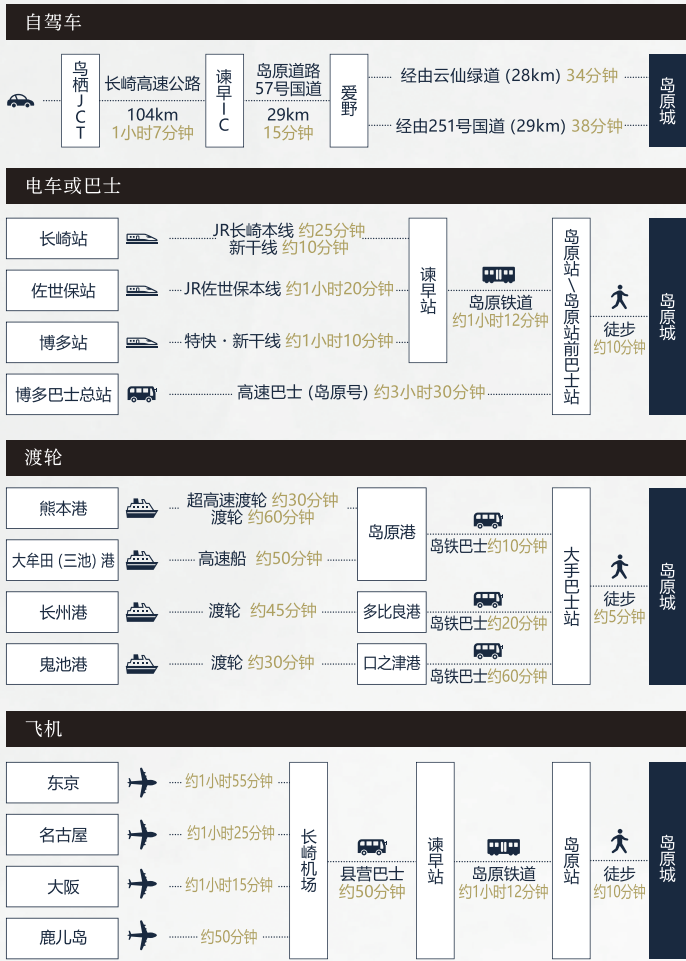 自驾车
鸟栖JCT
长崎高速公路
104km
1小时7分钟
谏早IC
岛原道路
57号国道
29km
15分钟
爱野
经由云仙绿道 (28km) 34分钟
经由251号国道 (29km) 38分钟
岛原城
电车或巴士
长崎站
JR长崎本线 约25分钟
新干线 约10分钟
佐世保站
JR佐世保本线 约1小时20分钟
博多站
特快・新干线 约1小时10分钟
谏早站
岛原铁道
约1小时12分钟
博多巴士总站
高速巴士 (岛原号) 约3小时30分钟
岛原站\岛原站前巴士站
徒步
约10分钟
岛原城
渡轮
熊本港
超高速渡轮 约30分钟
渡轮 约60分钟
大牟田 (三池) 港
高速船 约50分钟
岛原港
岛铁巴士约10分钟
长州港
渡轮 约45分钟
多比良港
岛铁巴士约20分钟
鬼池港
渡轮 约30分钟
口之津港
岛铁巴士约60分钟
大手巴士站
徒步
约5分钟
岛原城
飞机
东京
约1小时55分钟
名古屋
约1小时25分钟
大阪
约1小时15分钟
鹿儿岛
约50分钟
长崎机场
县营巴士
约50分钟
谏早站
岛原铁道
约1小时12分钟
岛原站
徒步
约10分钟
岛原城